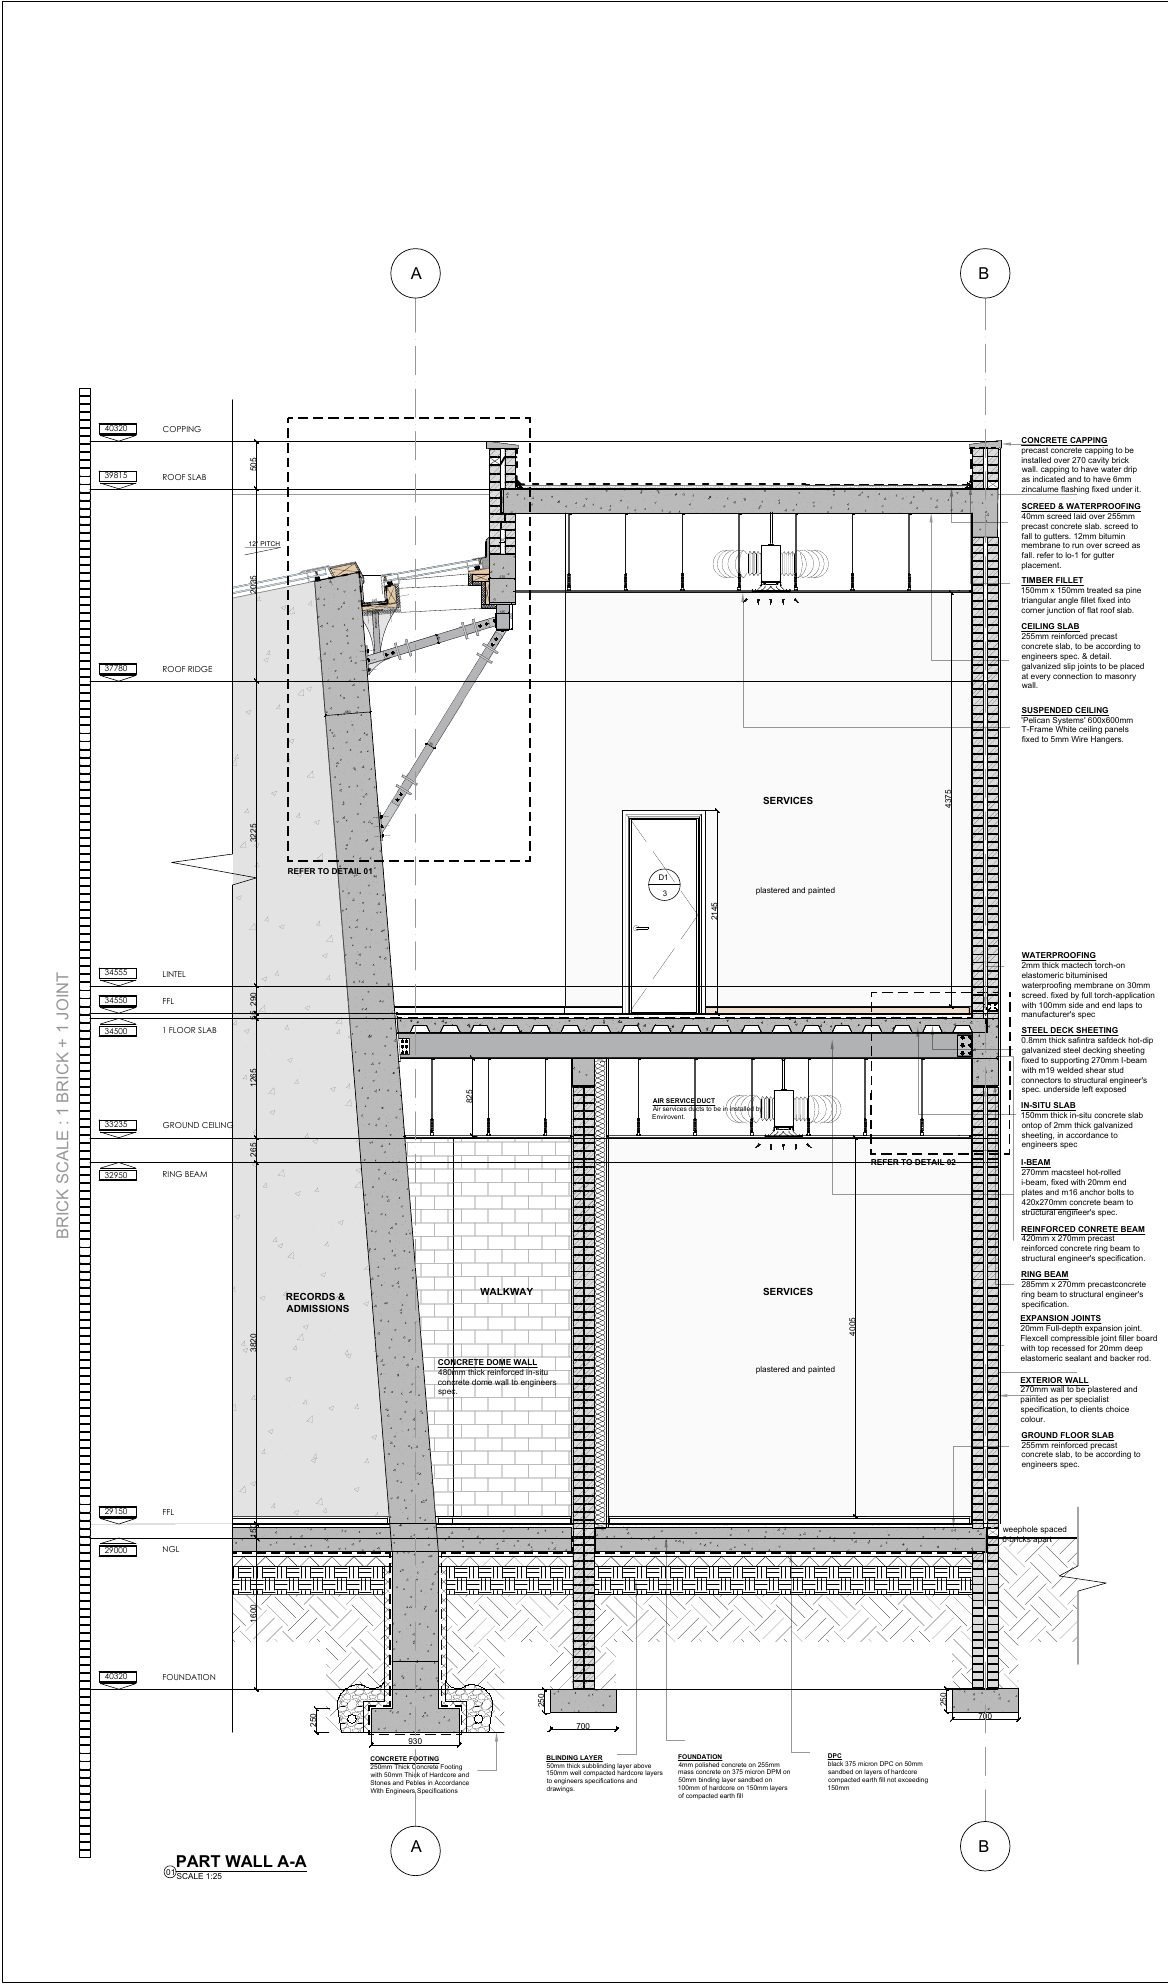 A
B
40320 COPPING
505
39815 ROOF SLAB
12° PITCH
2035
37780 ROOF RIDGE
3225
REFER TO DETAIL 01
34555 LINTEL
290
34550 FFL
34500 1 FLOOR SLAB
1265
33235 GROUND CEILING
265
32950 RING BEAM
3820
29150 FFL
150
29000 NGL
1600
40320 FOUNDATION
BRICK SCALE : 1 BRICK + 1 JOINT
SERVICES
4375
D1
3
2145
plastered and painted
825
AIR SERVICE DUCT
Air services ducts to be in installed by
Envirovent.
REFER TO DETAIL 02
RECORDS &
ADMISSIONS
WALKWAY
SERVICES
4005
CONCRETE DOME WALL
480mm thick reinforced in-situ
concrete dome wall to engineers
spec.
plastered and painted
CONCRETE CAPPING
precast concrete capping to be
installed over 270 cavity brick
wall. capping to have water drip
as indicated and to have 6mm
zincalume flashing fixed under it.
SCREED & WATERPROOFING
40mm screed laid over 255mm
precast concrete slab. screed to
fall to gutters. 12mm bitumin
membrane to run over screed as
fall. refer to lo-1 for gutter
placement.
TIMBER FILLET
150mm x 150mm treated sa pine
triangular angle fillet fixed into
corner junction of flat roof slab.
CEILING SLAB
255mm reinforced precast
concrete slab, to be according to
engineers spec. & detail.
galvanized slip joints to be placed
at every connection to masonry
wall.
SUSPENDED CEILING
'Pelican Systems' 600x600mm
T-Frame White ceiling panels
fixed to 5mm Wire Hangers.
WATERPROOFING
2mm thick mactech torch-on
elastomeric bituminised
waterproofing membrane on 30mm
screed. fixed by full torch-application
with 100mm side and end laps to
manufacturer's spec
STEEL DECK SHEETING
0.8mm thick safintra safdeck hot-dip
galvanized steel decking sheeting
fixed to supporting 270mm I-beam
with m19 welded shear stud
connectors to structural engineer's
spec. underside left exposed
IN-SITU SLAB
150mm thick in-situ concrete slab
ontop of 2mm thick galvanized
sheeting, in accordance to
engineers spec
I-BEAM
270mm macsteel hot-rolled
i-beam, fixed with 20mm end
plates and m16 anchor bolts to
420x270mm concrete beam to
structural engineer's spec.
REINFORCED CONRETE BEAM
420mm x 270mm precast
reinforced concrete ring beam to
structural engineer's specification.
RING BEAM
285mm x 270mm precastconcrete
ring beam to structural engineer's
specification.
EXPANSION JOINTS
20mm Full-depth expansion joint.
Flexcell compressible joint filler board
with top recessed for 20mm deep
elastomeric sealant and backer rod.
EXTERIOR WALL
270mm wall to be plastered and
painted as per specialist
specification, to clients choice
colour.
GROUND FLOOR SLAB
255mm reinforced precast
concrete slab, to be according to
engineers spec.
weephole spaced
6 bricks apart
250
930
250
700
250
700
CONCRETE FOOTING
250mm Thick Concrete Footing
with 50mm Thick of Hardcore and
Stones and Pebles in Accordance
With Engineers Specifications
BLINDING LAYER
50mm thick subblinding layer above
150mm well compacted hardcore layers
to engineers specifications and
drawings.
FOUNDATION
4mm polished concrete on 255mm
mass concrete on 375 micron DPM on
50mm binding layer sandbed on
100mm of hardcore on 150mm layers
of compacted earth fill
DPC
black 375 micron DPC on 50mm
sandbed on layers of hardcore
compacted earth fill not exceeding
150mm
A
B
01 PART WALL A-A
SCALE 1:25